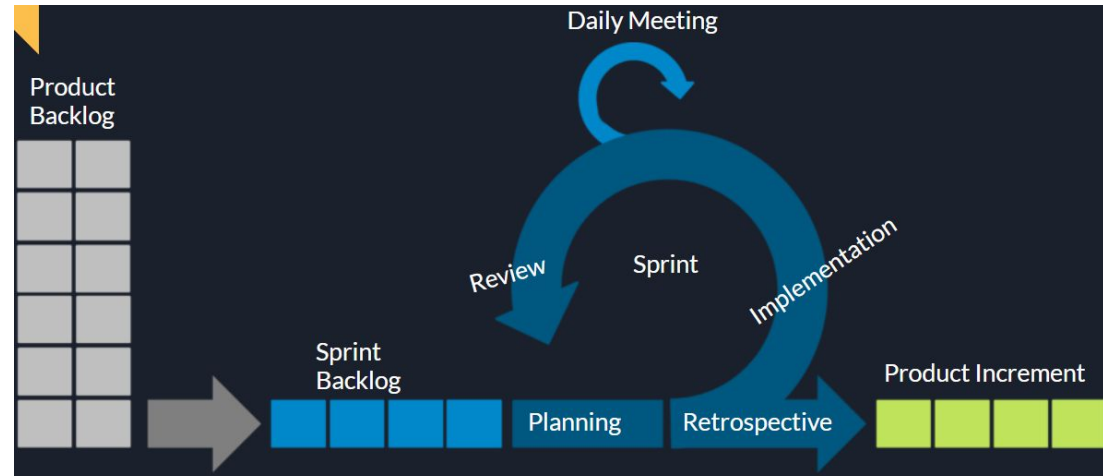 Daily Meeting
Product
Backlog
Review
Sprint
Implementation
Sprint
Backlog
Product Increment
Planning
Retrospective